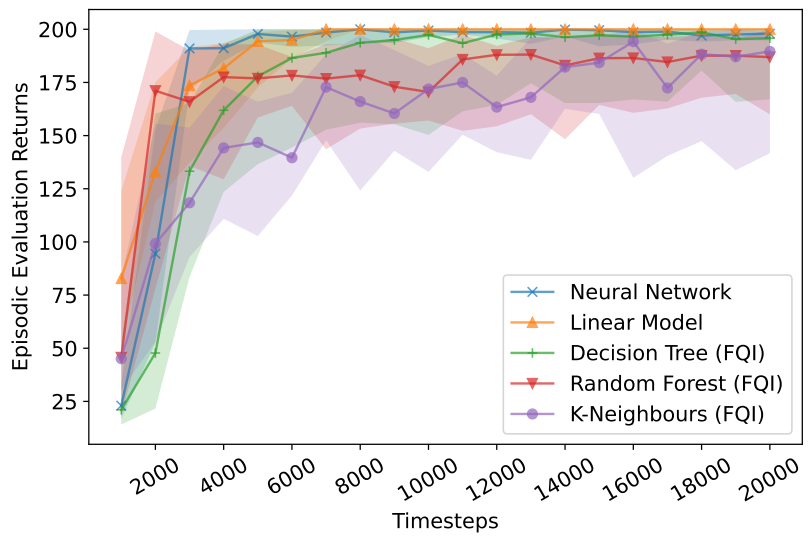 200
175
150
125
100
75
50
25
Episodic Evaluation Returns
Neural Network
Linear Model
Decision Tree (FQI)
Random Forest (FQI)
K-Neighbours (FQI)
2000 4000 6000 8000 10000 12000 14000 16000 18000 20000
Timesteps